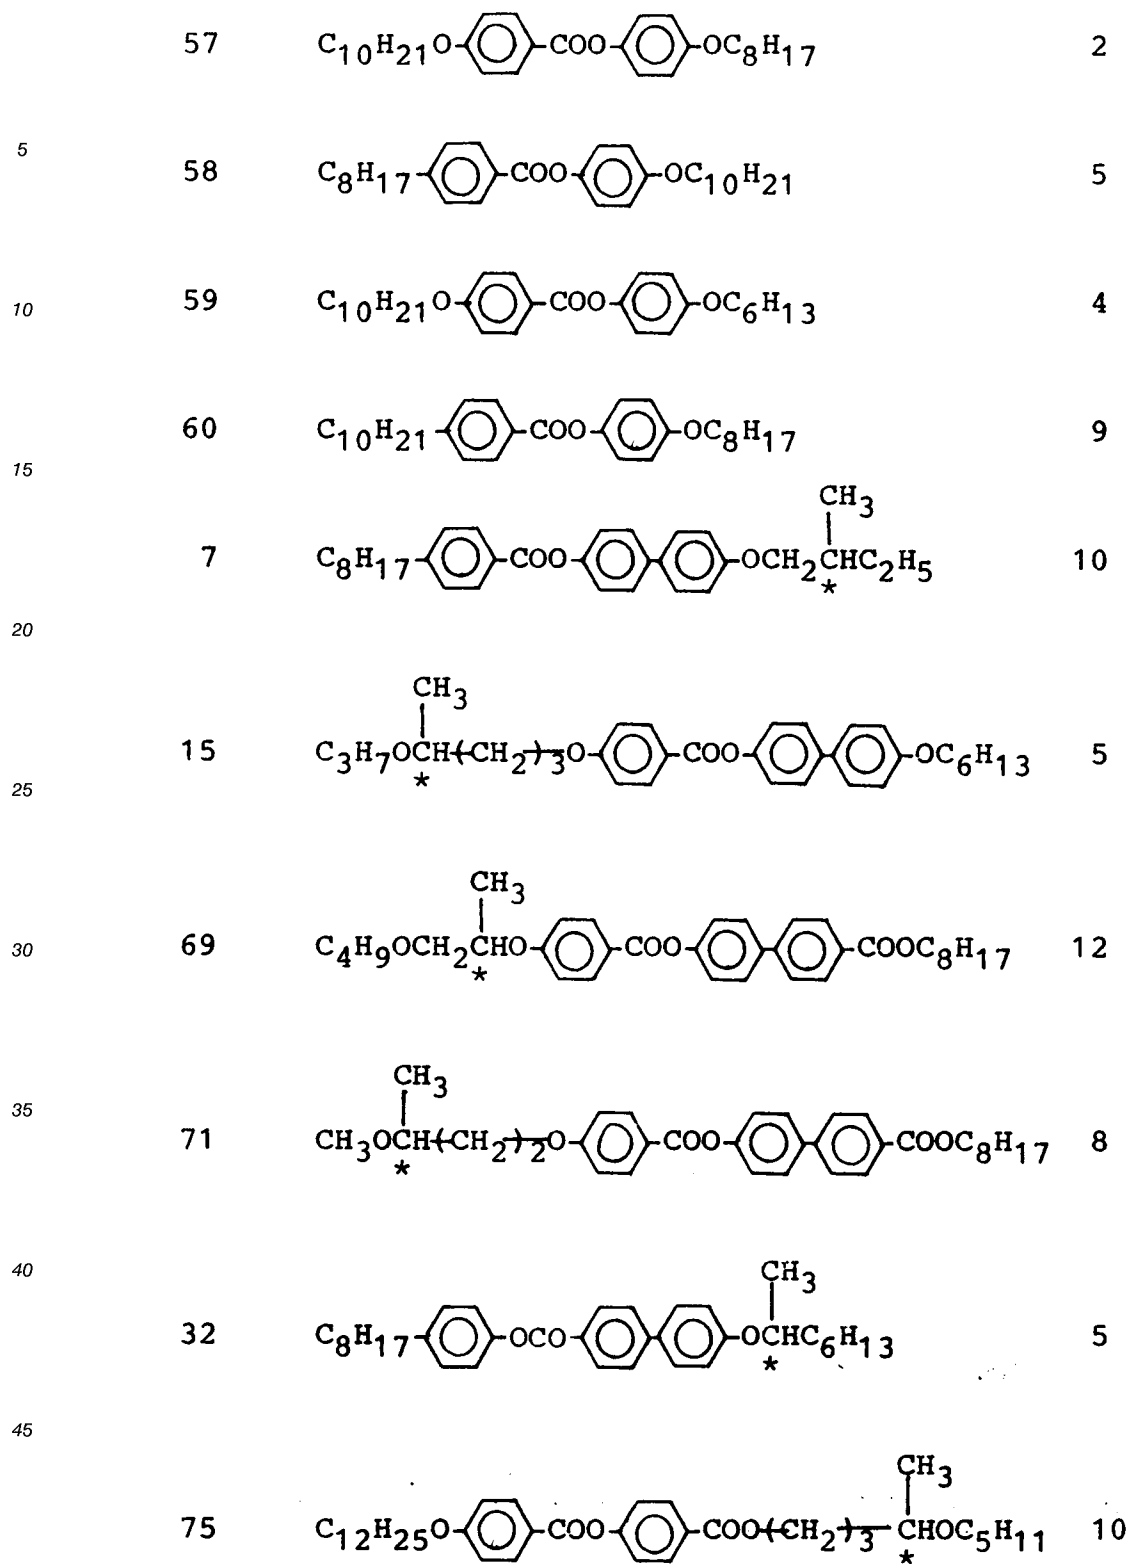 57 C10H21O-COO-OC8H17 2
5
58 C8H17-COO-OC10H21 5
10
59 C10H21O-COO-OC6H13 4
60 C10H21-COO-OC8H17 9
15
CH3
7 C8H17-COO-OCH2CHC2H5 10
*
20
CH3
15 C3H7OCH(CH2)3O-COO-OC6H13 5
*
25
CH3
30 69 C4H9OCH2CHO-COO-COOC8H17 12
*
CH3
35
71 CH3OCH(CH2)2O-COO-COOC8H17 8
*
40
CH3
32 C8H17-OCO-OCHC6H13 5
*
45
CH3
75 C12H25O-COO-COO(CH2)3-CHOC5H11 10
*